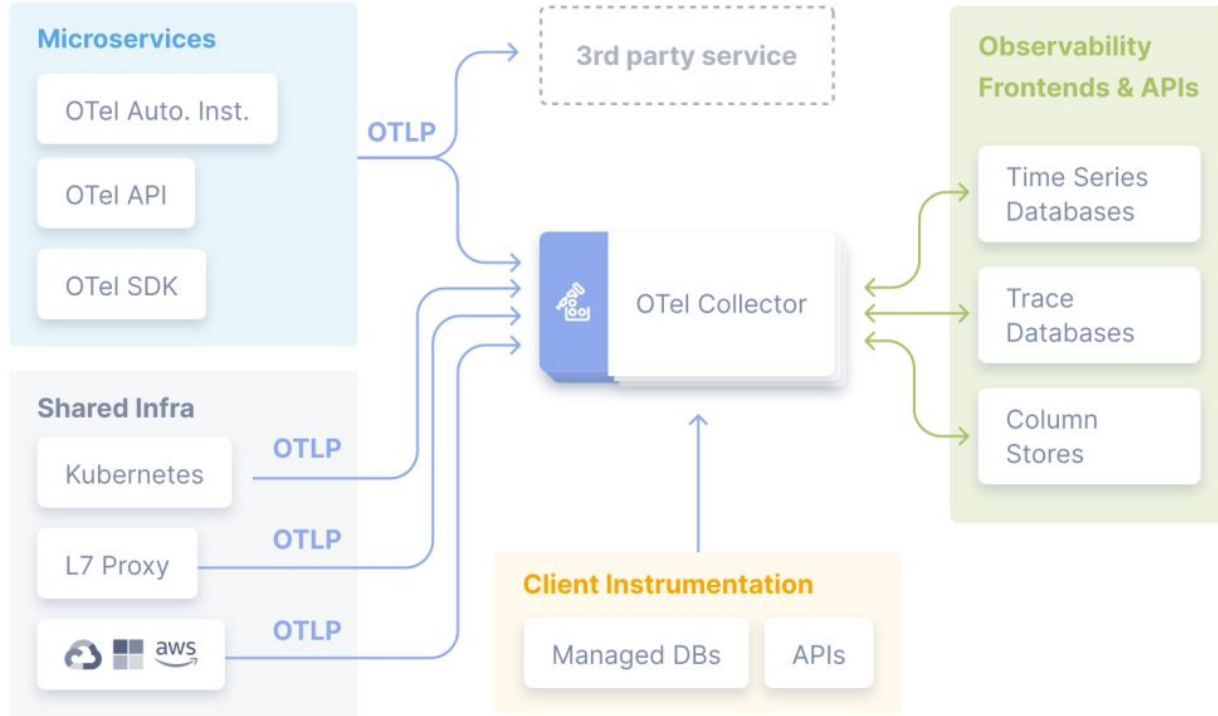 Microservices
OTel Auto. Inst.
OTel API
OTel SDK
OTLP
3rd party service
OTel Collector
Observability
Frontends & APIs
Time Series
Databases
Trace
Databases
Column
Stores
Shared Infra
Kubernetes
OTLP
L7 Proxy
OTLP
aws
OTLP
Client Instrumentation
Managed DBs
APIs